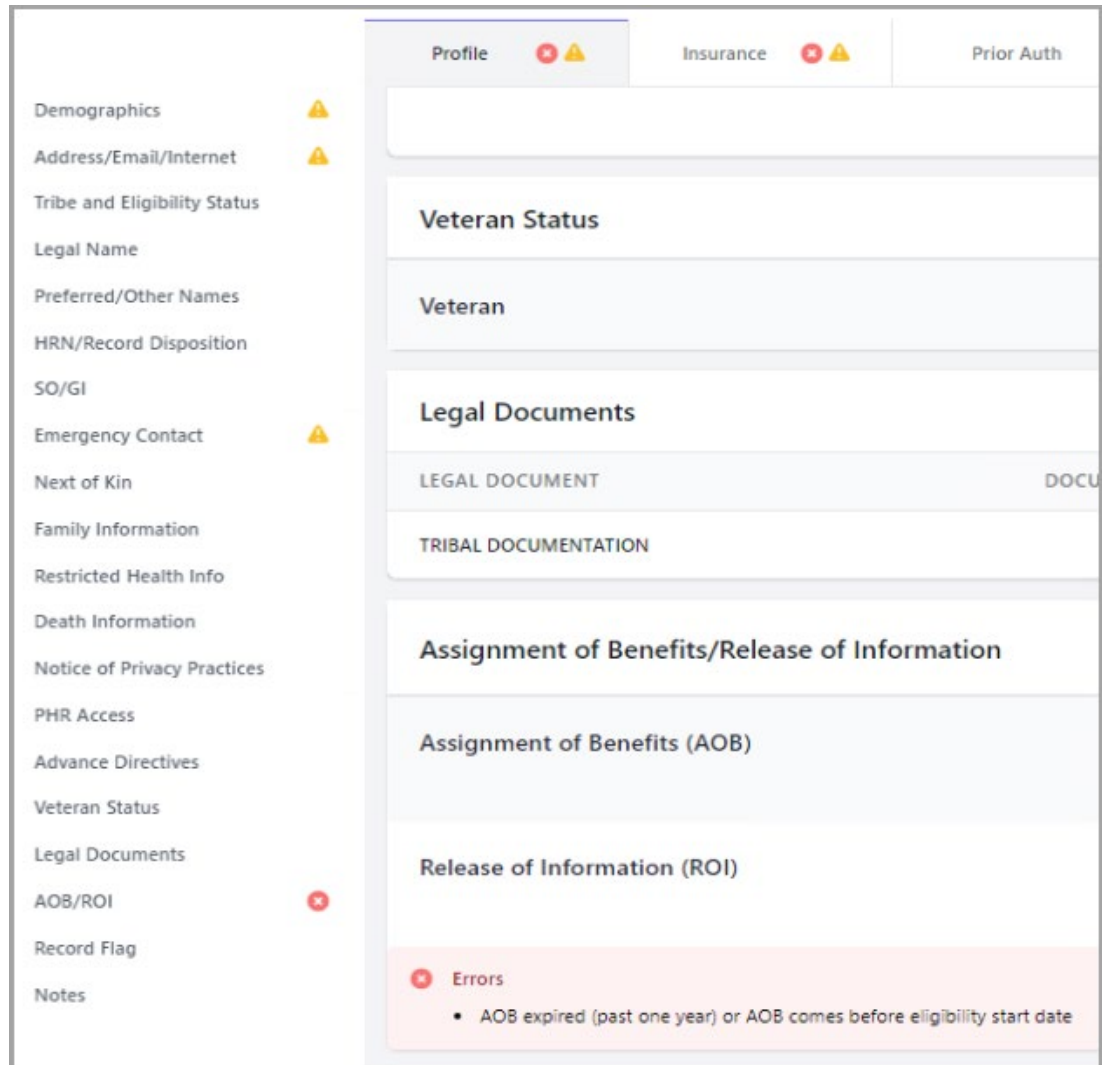 Profile
Insurance
Prior Auth
Demographics
Address/Email/Internet
Tribe and Eligibility Status
Legal Name
Preferred/Other Names
HRN/Record Disposition
SO/GI
Emergency Contact
Next of Kin
Family Information
Restricted Health Info
Death Information
Notice of Privacy Practices
PHR Access
Advance Directives
Veteran Status
Legal Documents
AOB/ROI
Record Flag
Notes
Veteran Status
Veteran
Legal Documents
LEGAL DOCUMENT DOCU
TRIBAL DOCUMENTATION
Assignment of Benefits/Release of Information
Assignment of Benefits (AOB)
Release of Information (ROI)
Errors
• AOB expired (past one year) or AOB comes before eligibility start date